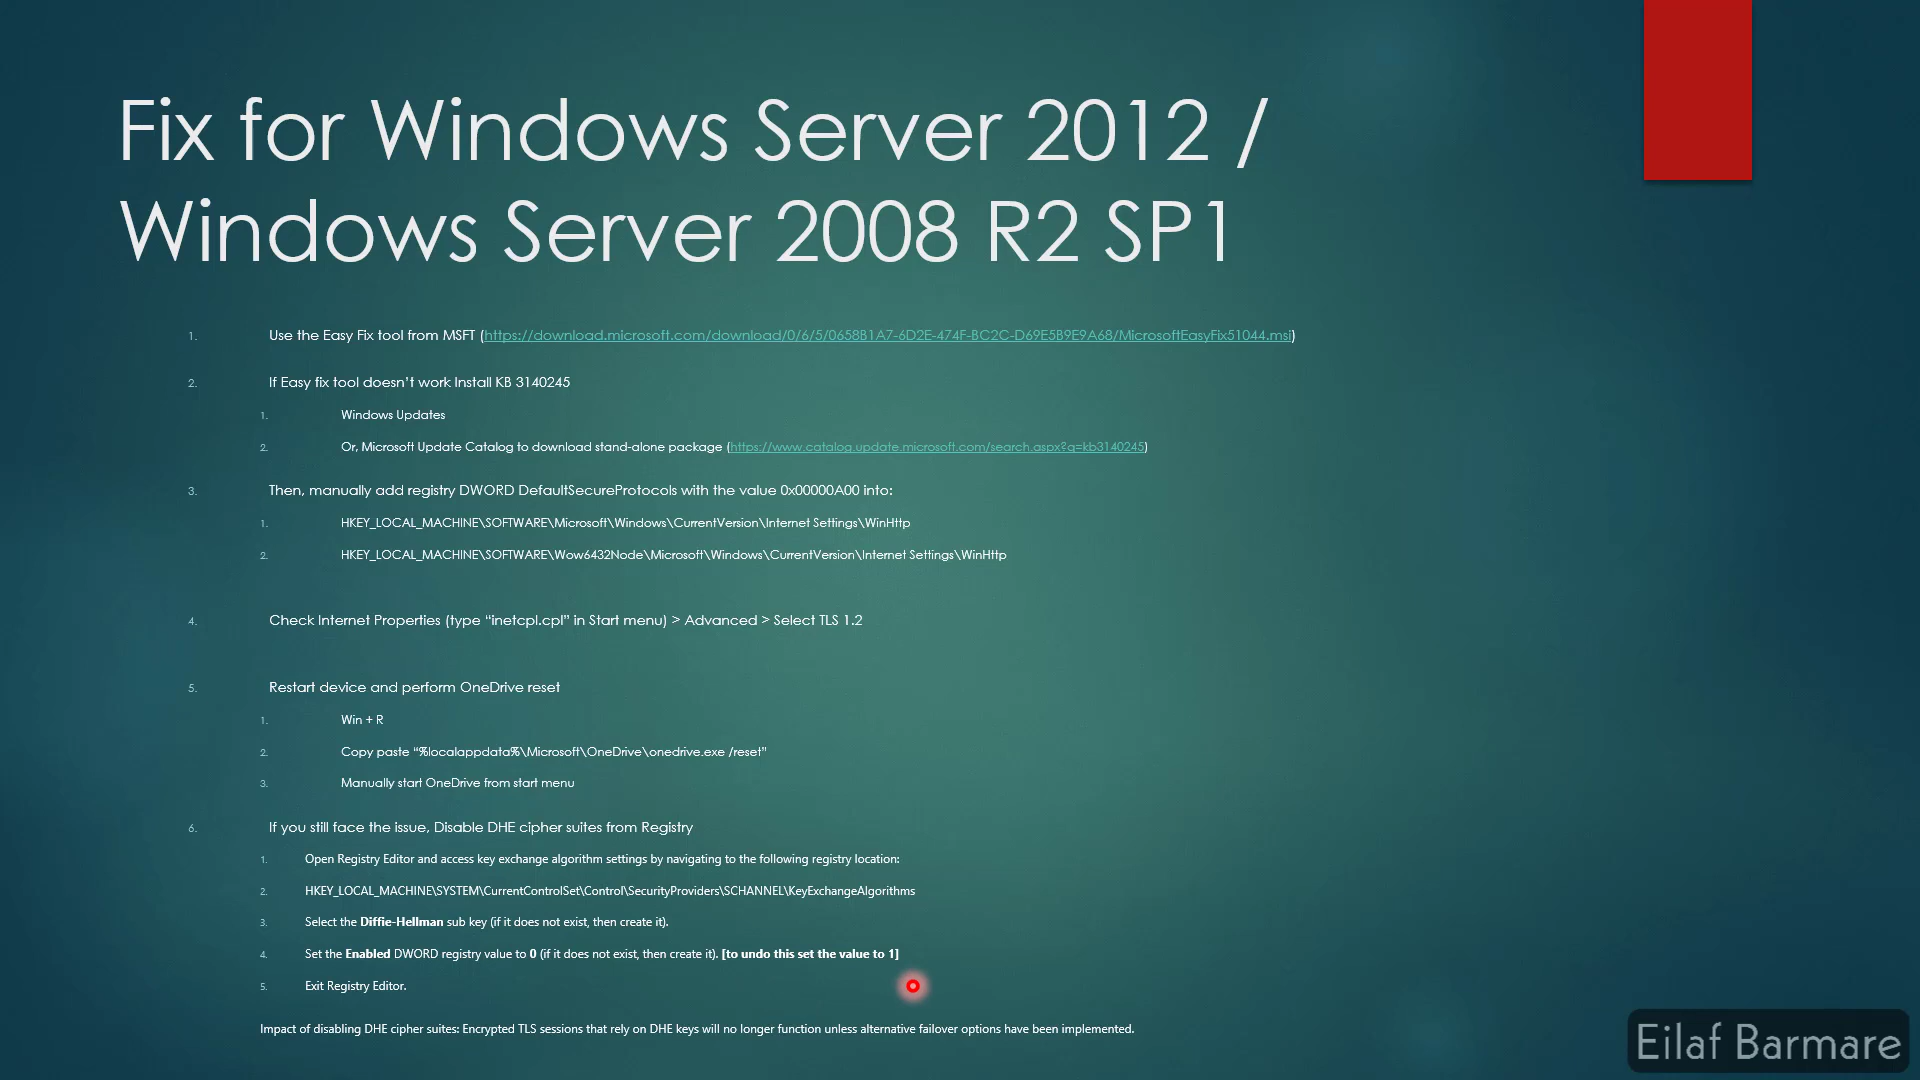 Fix for Windows Server 2012 /
Windows Server 2008 R2 SP1
1. Use the Easy Fix tool from MSFT (https://download.microsoft.com/download/0/6/5/0658B1A7-6D2E-474F-BC2C-D69E5B9E9A68/MicrosoftEasyFix51044.msi)
2. If Easy fix tool doesn’t work Install KB 3140245
1. Windows Updates
2. Or, Microsoft Update Catalog to download stand-alone package (https://www.catalog.update.microsoft.com/search.aspx?q=kb3140245)
3. Then, manually add registry DWORD DefaultSecureProtocols with the value 0x00000A00 into:
1. HKEY_LOCAL_MACHINE\SOFTWARE\Microsoft\Windows\CurrentVersion\Internet Settings\WinHttp
2. HKEY_LOCAL_MACHINE\SOFTWARE\Wow6432Node\Microsoft\Windows\CurrentVersion\Internet Settings\WinHttp
4. Check Internet Properties (type “inetcpl.cpl” in Start menu) > Advanced > Select TLS 1.2
5. Restart device and perform OneDrive reset
1. Win + R
2. Copy paste “%localappdata%\Microsoft\OneDrive\onedrive.exe /reset”
3. Manually start OneDrive from start menu
6. If you still face the issue, Disable DHE cipher suites from Registry
1. Open Registry Editor and access key exchange algorithm settings by navigating to the following registry location:
2. HKEY_LOCAL_MACHINE\SYSTEM\CurrentControlSet\Control\SecurityProviders\SCHANNEL\KeyExchangeAlgorithms
3. Select the Diffie-Hellman sub key (if it does not exist, then create it).
4. Set the Enabled DWORD registry value to 0 (if it does not exist, then create it). [to undo this set the value to 1]
5. Exit Registry Editor.
Impact of disabling DHE cipher suites: Encrypted TLS sessions that rely on DHE keys will no longer function unless alternative failover options have been implemented.
Eilaf Barmare